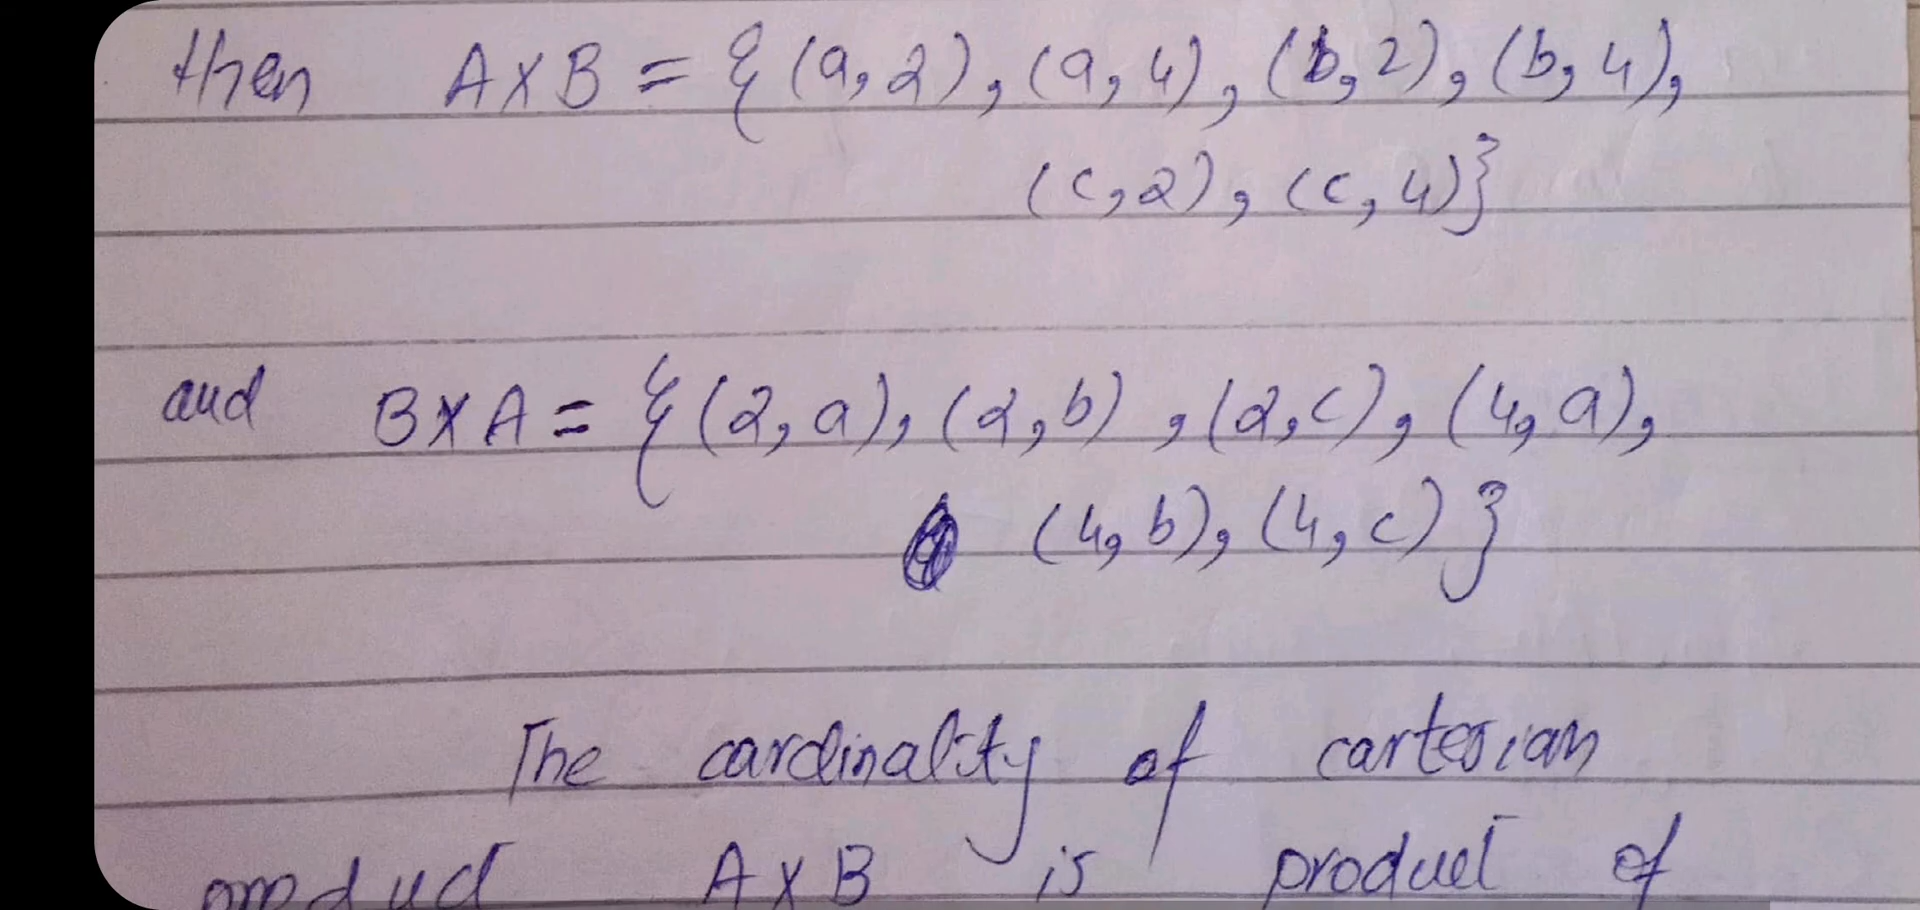 then A X B = { (a, 2), (a, 4), (b, 2), (b, 4),
(c, 2), (c, 4)}
and B X A = { (2, a), (2, b) , (2, c), (4, a),
(4, b), (4, c) }
The cardinality of cartesian
product A X B is product of